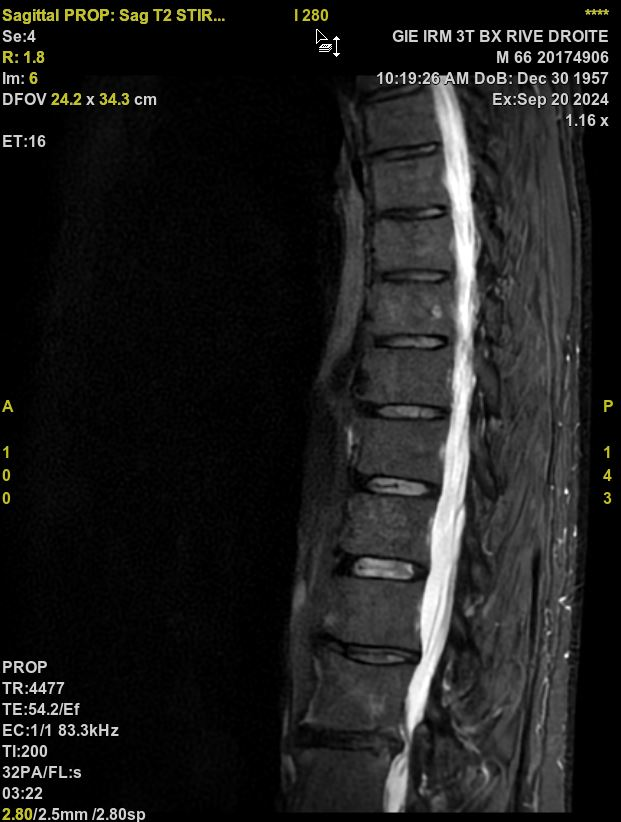 Sagittal PROP: Sag T2 STIR... I 280 ****
Se:4 GIE IRM 3T BX RIVE DROITE
R: 1.8 M 66 20174906
Im: 6 10:19:26 AM DoB: Dec 30 1957
DFOV 24.2 x 34.3 cm Ex:Sep 20 2024
1.16 x
ET:16
A P
1 1
0 4
0 3
PROP
TR:4477
TE:54.2/Ef
EC:1/1 83.3kHz
TI:200
32PA/FL:s
03:22
2.80/2.5mm /2.80sp